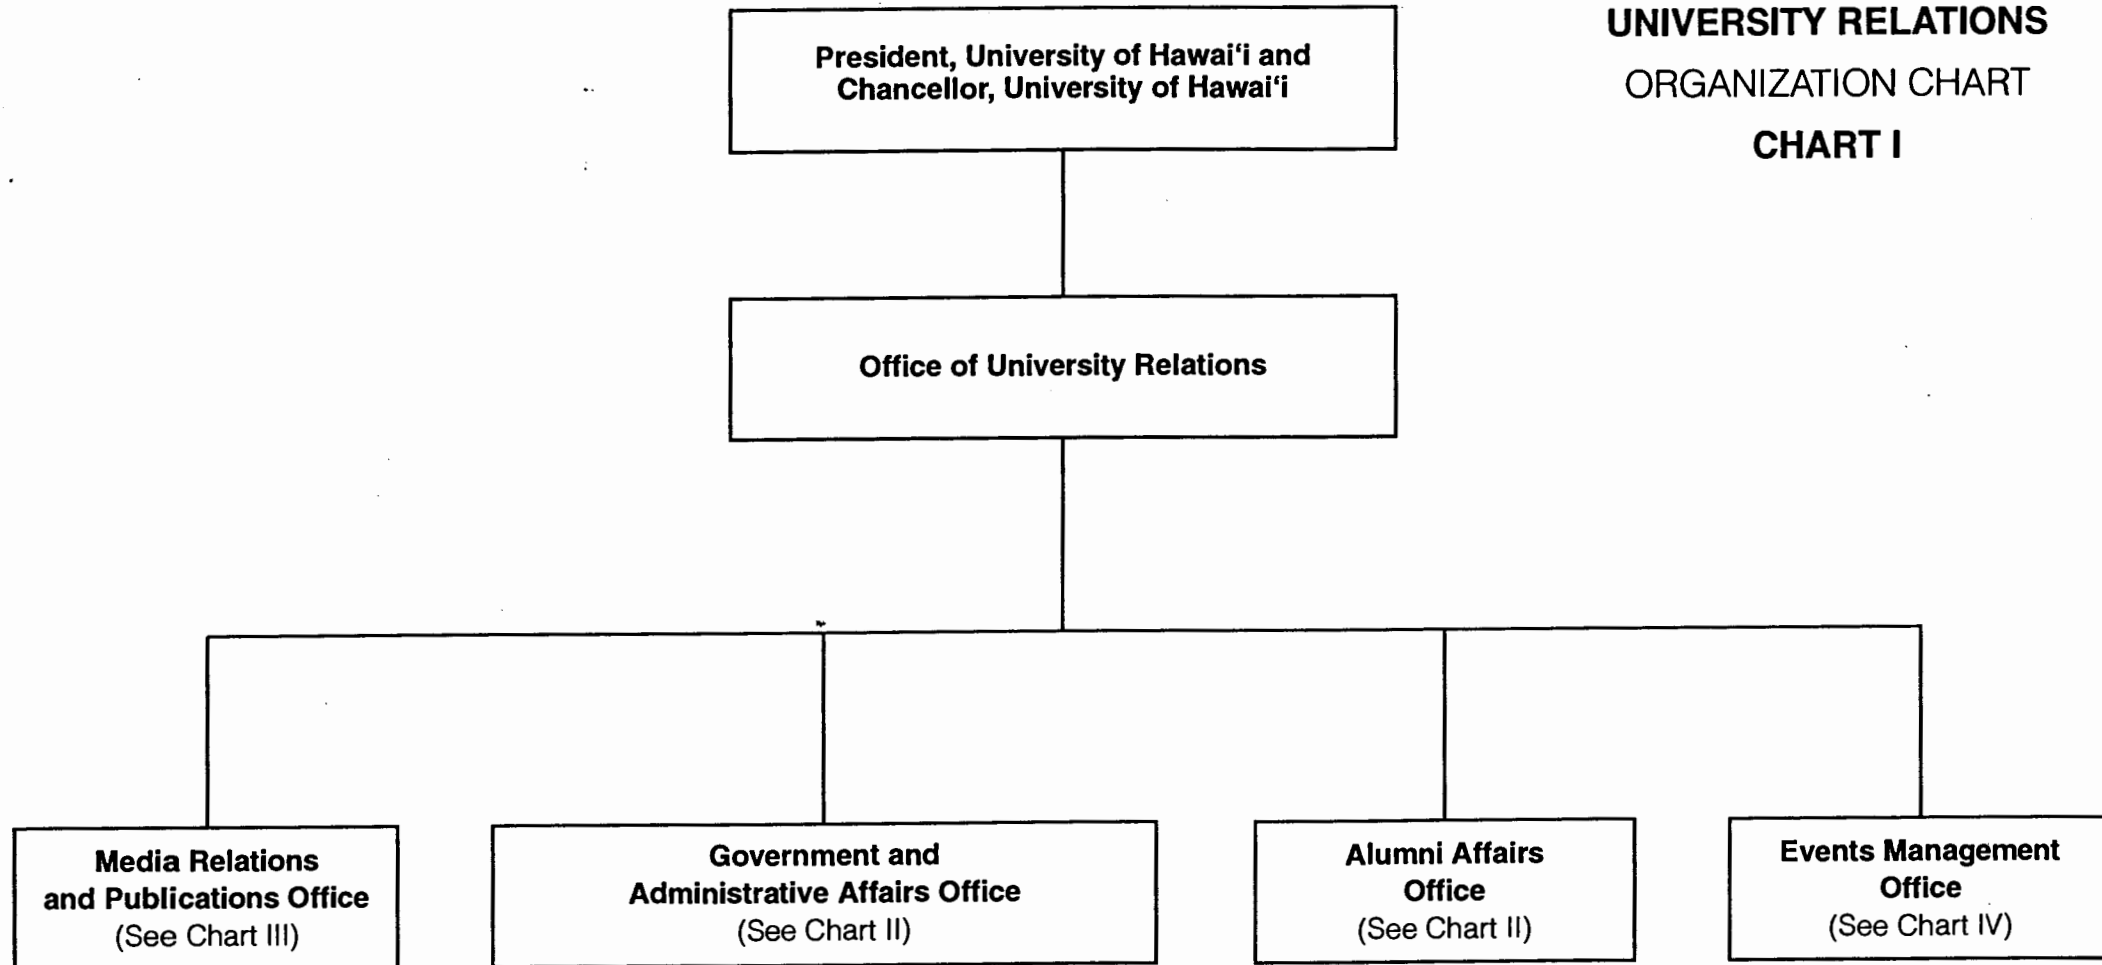 UNIVERSITY RELATIONS
ORGANIZATION CHART
CHART I
President, University of Hawai‘i and
Chancellor, University of Hawai‘i
Office of University Relations
Media Relations
and Publications Office
(See Chart III)
Government and
Administrative Affairs Office
(See Chart II)
Alumni Affairs
Office
(See Chart II)
Events Management
Office
(See Chart IV)